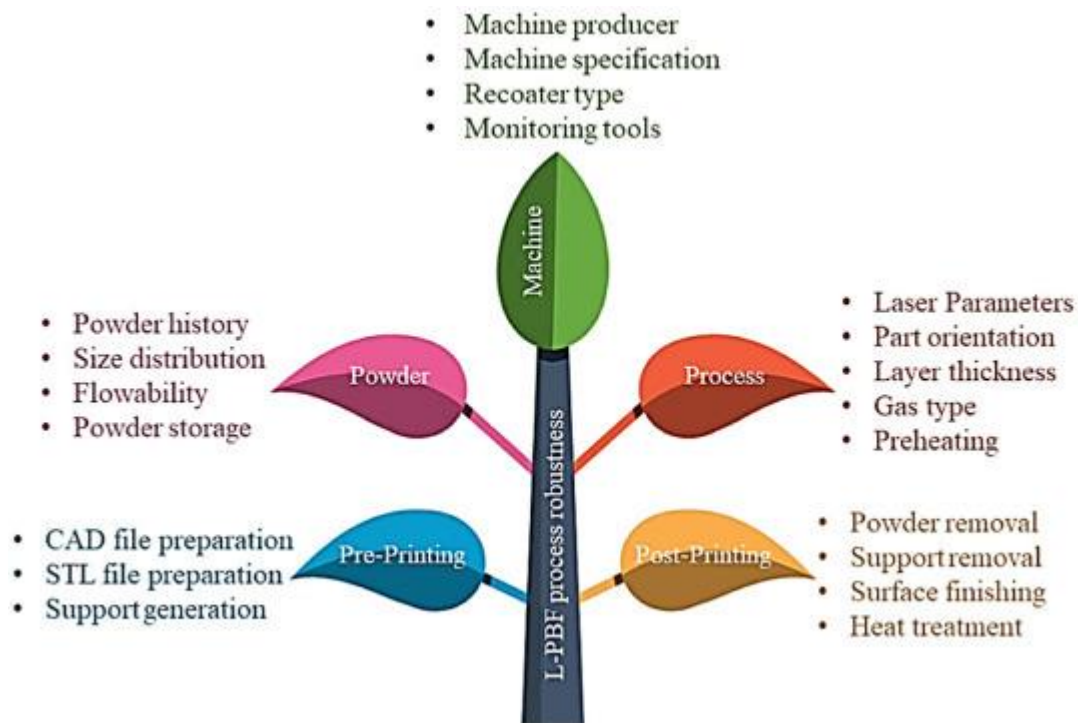 • Machine producer
• Machine specification
• Recoater type
• Monitoring tools
Machine
• Powder history
• Size distribution
• Flowability
• Powder storage
Powder
Process
• Laser Parameters
• Part orientation
• Layer thickness
• Gas type
• Preheating
L-PBF process robustness
• CAD file preparation
• STL file preparation
• Support generation
Pre-Printing
Post-Printing
• Powder removal
• Support removal
• Surface finishing
• Heat treatment